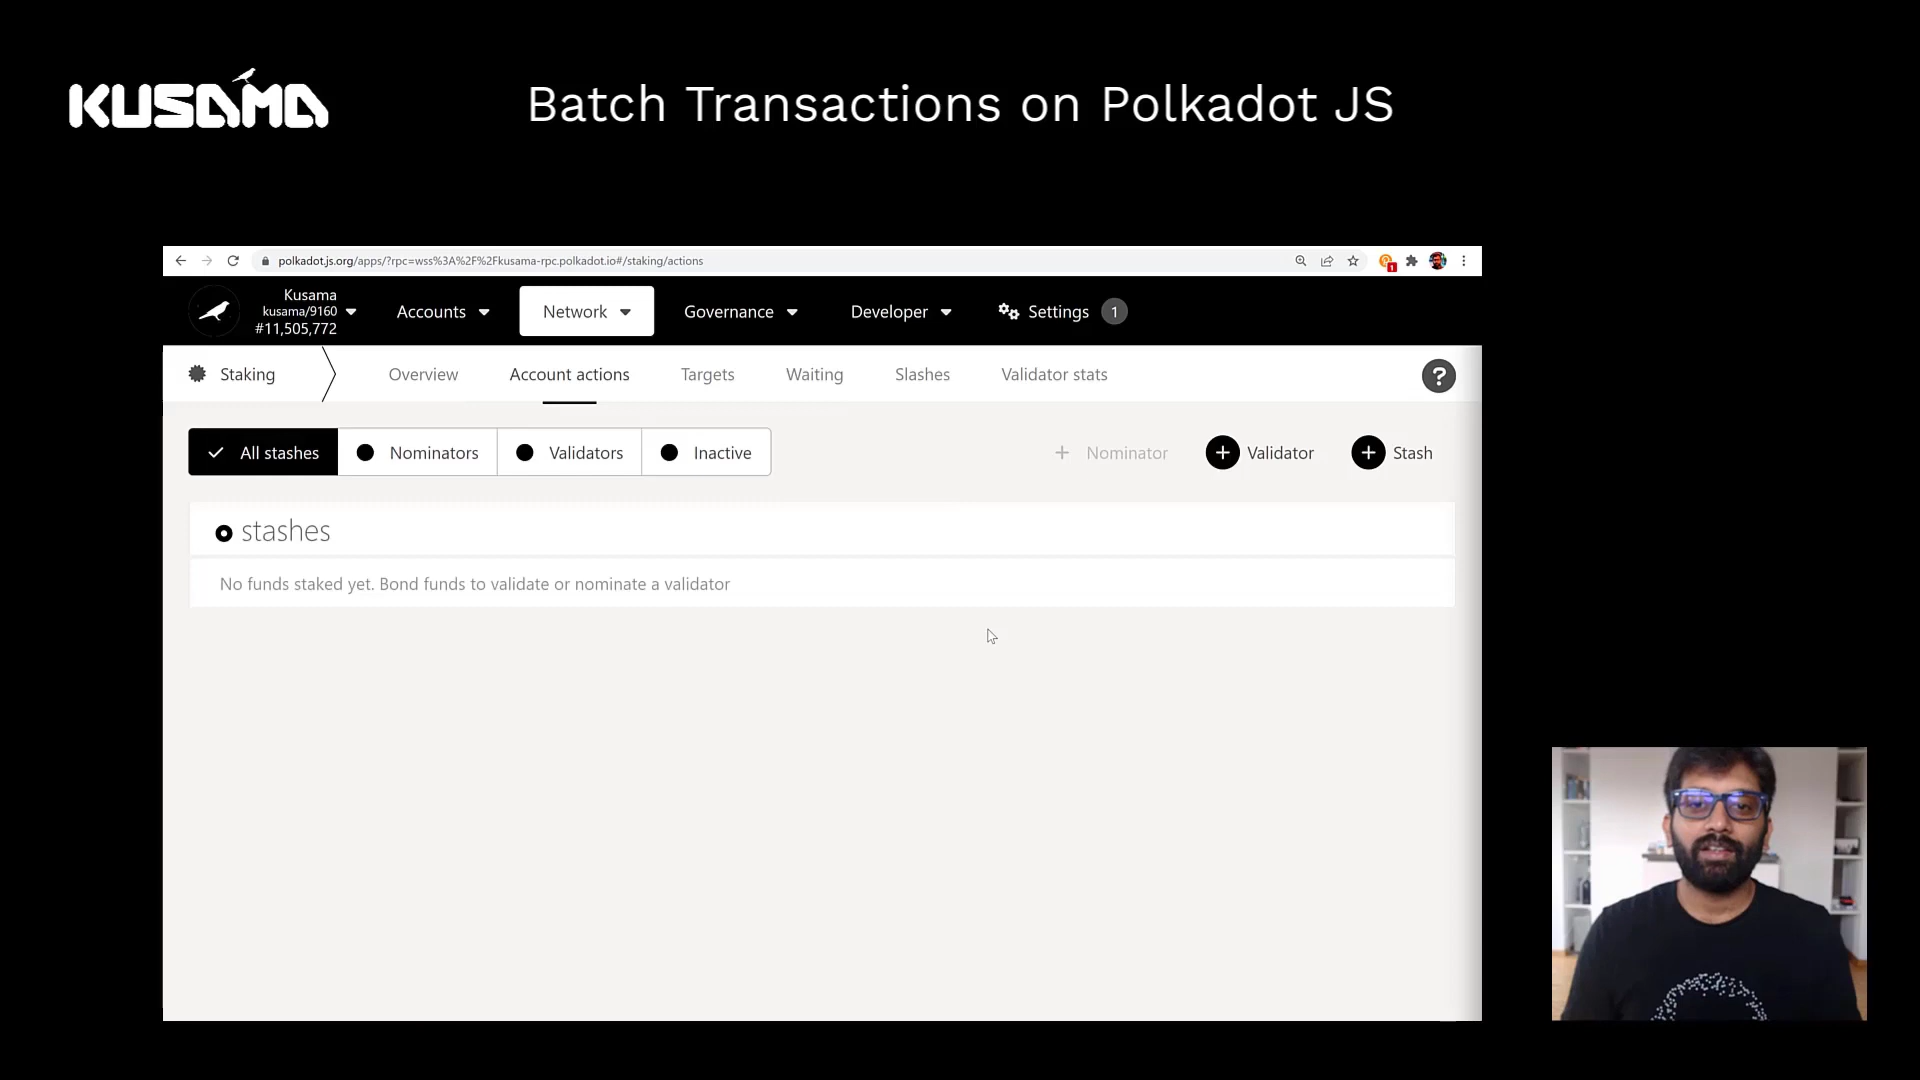 KUSAMA
Batch Transactions on Polkadot JS
polkadot.js.org/apps/?rpc=wss%3A%2F%2Fkusama-rpc.polkadot.io#/staking/actions
1
Kusama
kusama/9160
#11,505,772
Accounts
Network
Governance
Developer
Settings
1
Staking
Overview
Account actions
Targets
Waiting
Slashes
Validator stats
?
All stashes
Nominators
Validators
Inactive
+ Nominator
+ Validator
+ Stash
stashes
No funds staked yet. Bond funds to validate or nominate a validator